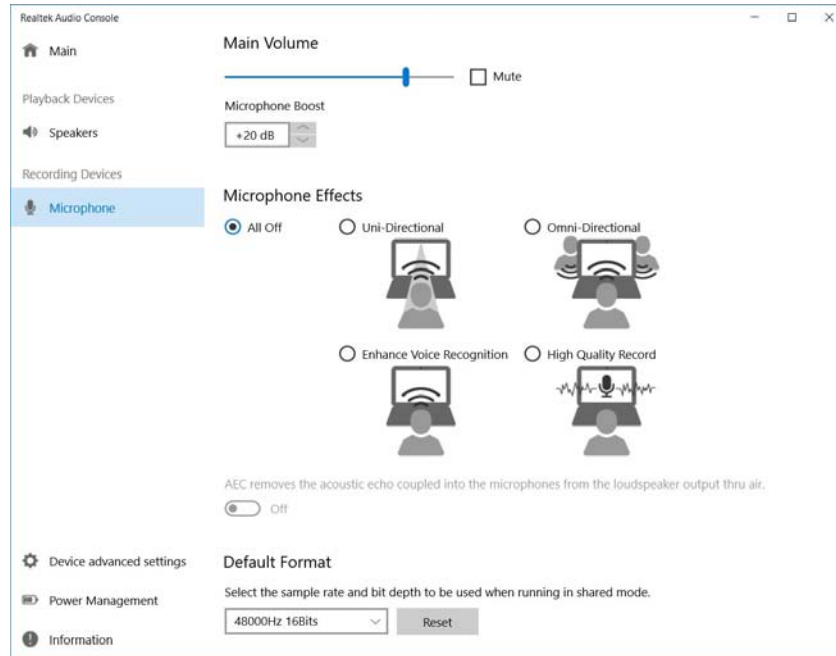 Realtek Audio Console
Main
Playback Devices
Speakers
Recording Devices
Microphone
Device advanced settings
Power Management
Information
Main Volume
Mute
Microphone Boost
+20 dB
Microphone Effects
All Off
Uni-Directional
Omni-Directional
Enhance Voice Recognition
High Quality Record
AEC removes the acoustic echo coupled into the microphones from the loudspeaker output thru air.
Off
Default Format
Select the sample rate and bit depth to be used when running in shared mode.
48000Hz 16Bits
Reset